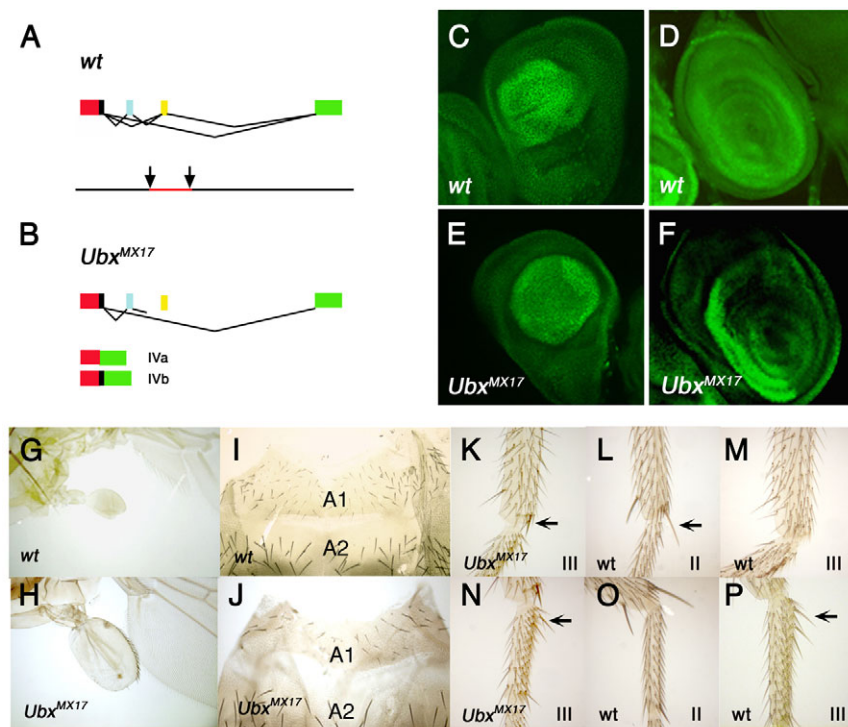 A
wt
B
Ubx^MX17
IVa
IVb
C
wt
D
wt
E
Ubx^MX17
F
Ubx^MX17
G
wt
I
A1
A2
wt
K
Ubx^MX17
III
L
wt
II
M
wt
III
H
Ubx^MX17
J
A1
A2
Ubx^MX17
N
Ubx^MX17
III
O
wt
II
P
wt
III